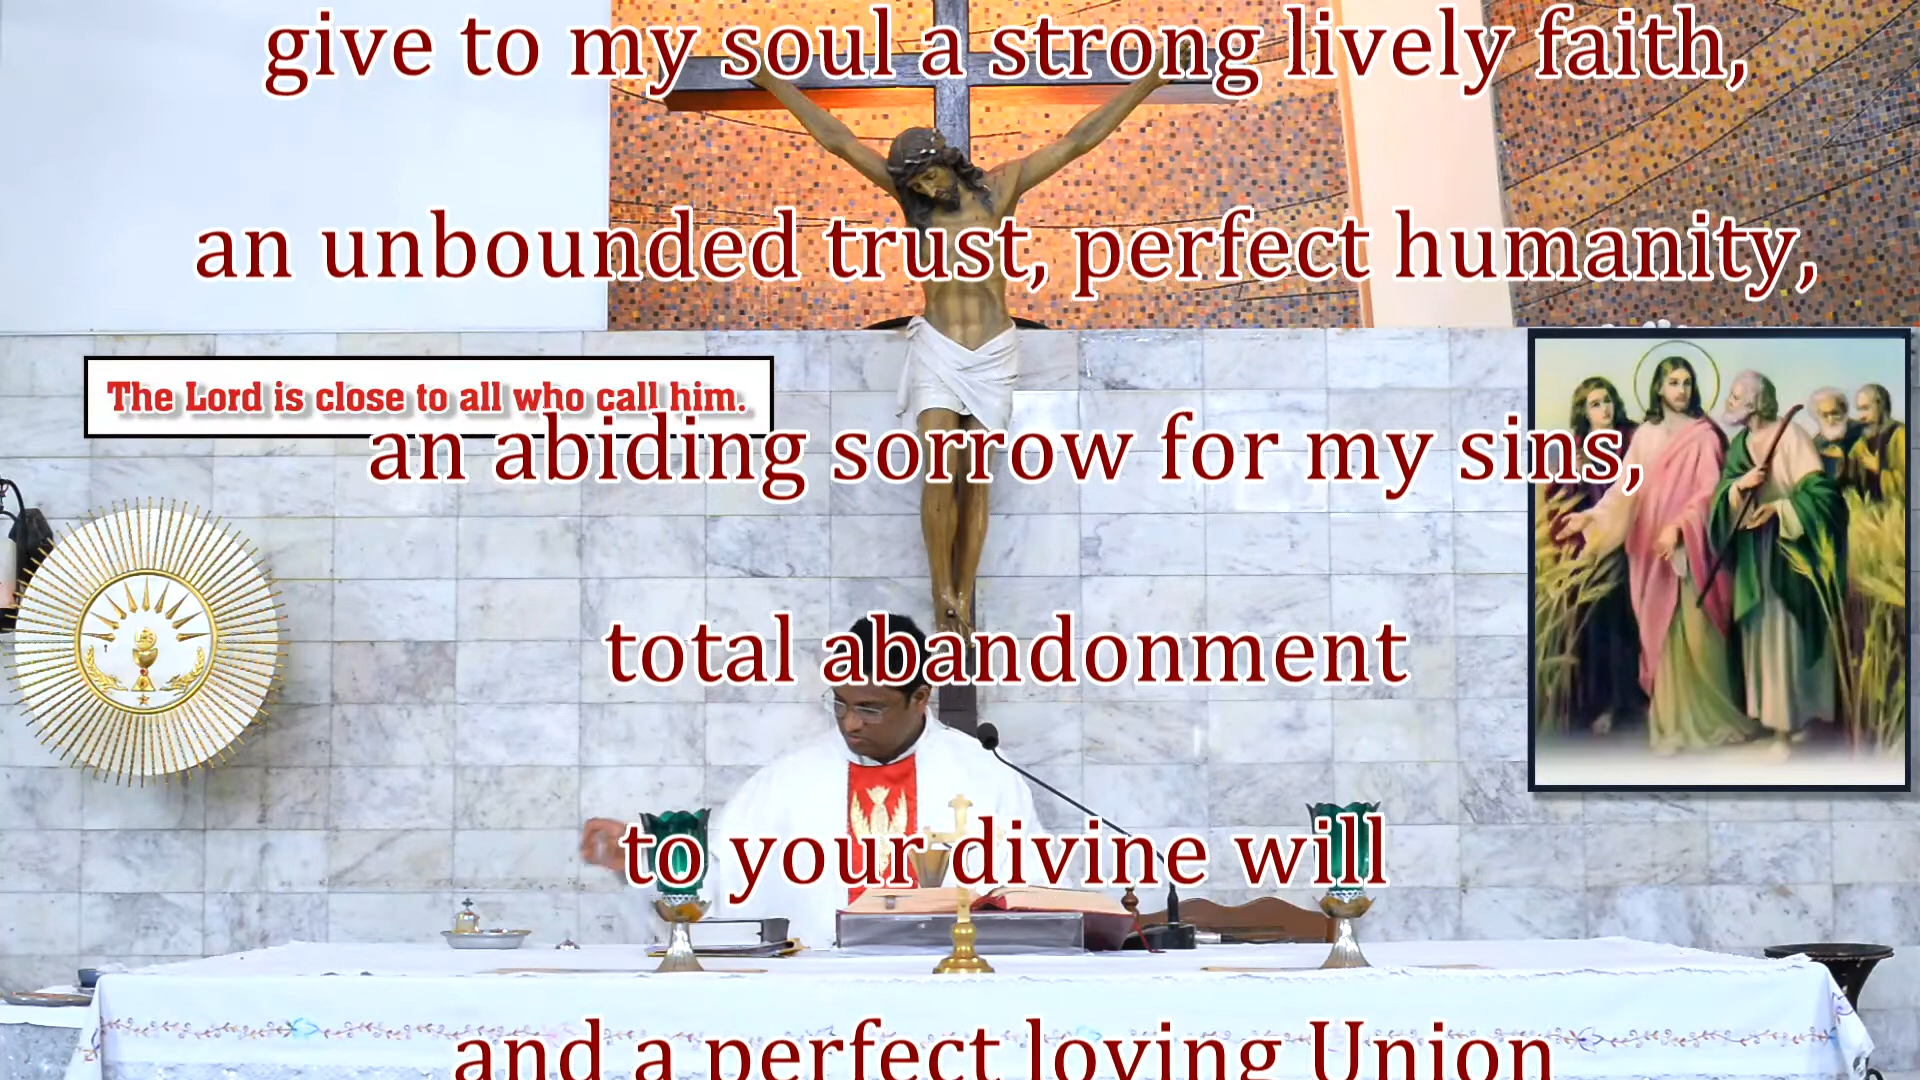 give to my soul a strong lively faith,
an unbounded trust, perfect humanity,
The Lord is close to all who call him.
an abiding sorrow for my sins,
total abandonment
to your divine will
and a perfect loving Union